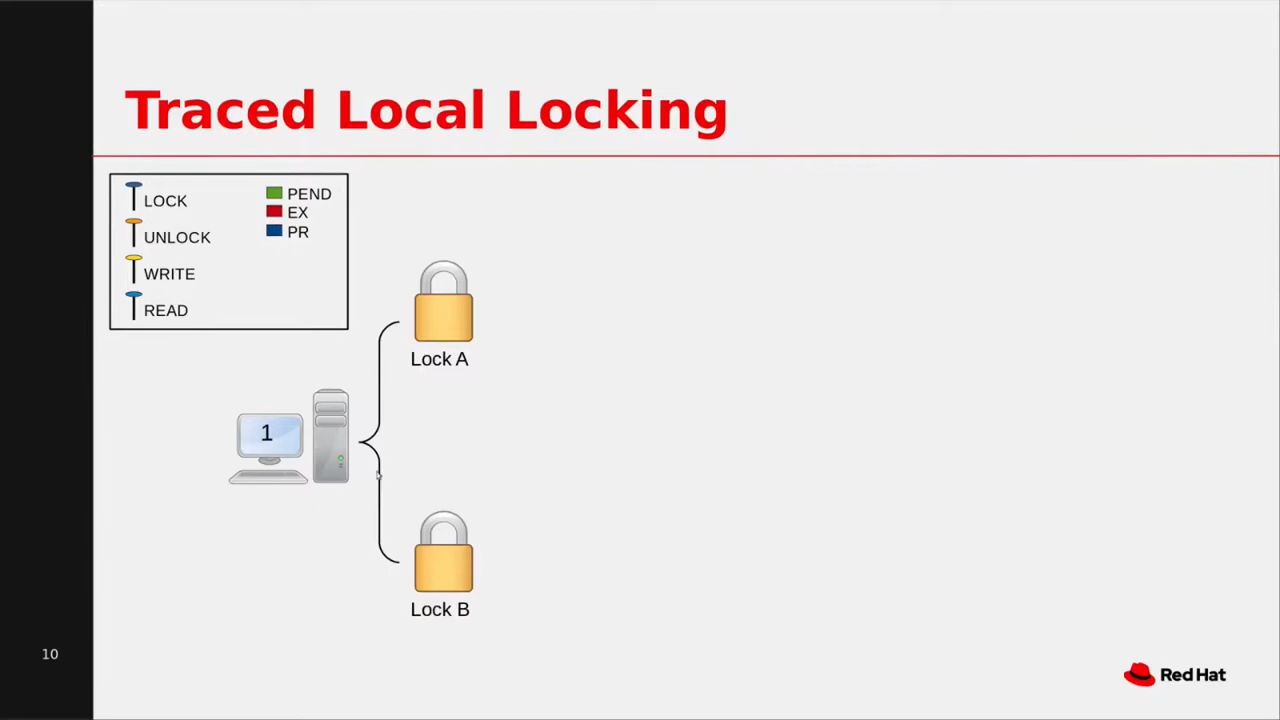 Traced Local Locking
LOCK
UNLOCK
WRITE
READ
PEND
EX
PR
Lock A
1
Lock B
10
Red Hat